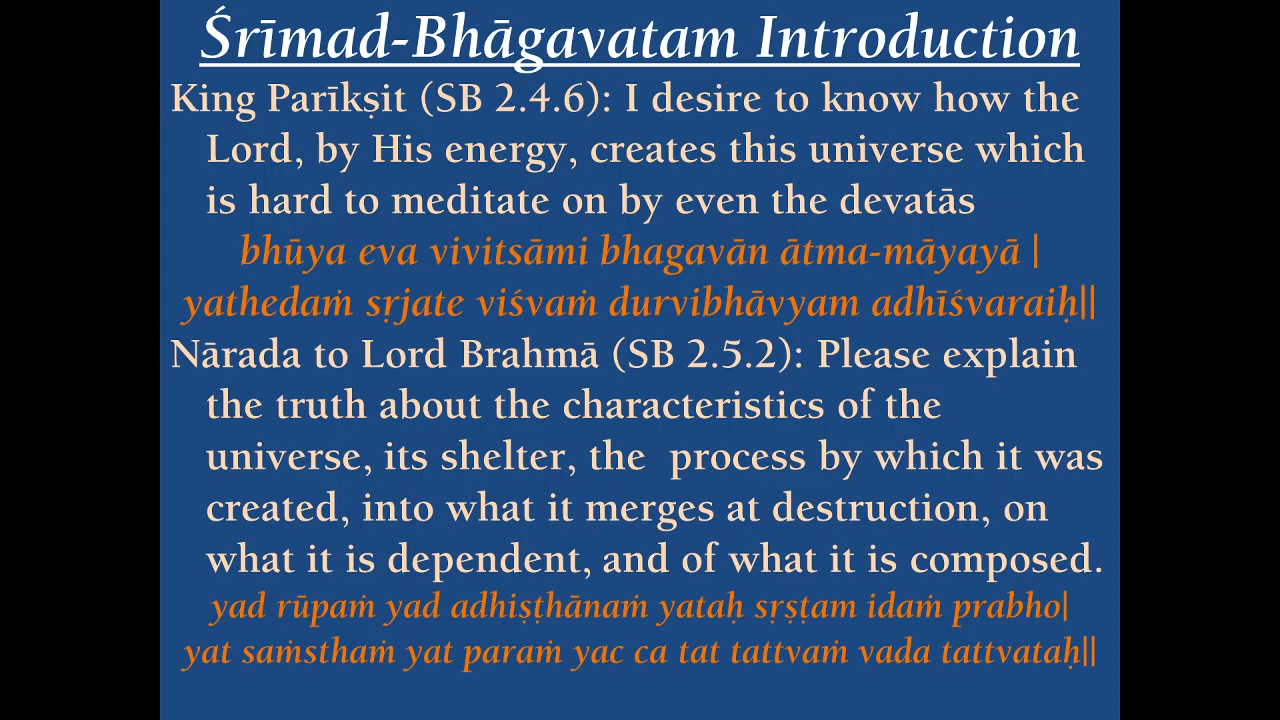 Śrīmad-Bhāgavatam Introduction
King Parīkṣit (SB 2.4.6): I desire to know how the
Lord, by His energy, creates this universe which
is hard to meditate on by even the devatās
bhūya eva vivitsāmi bhagavān ātma-māyayā |
yathedaṁ sṛjate viśvaṁ durvibhāvyam adhīśvaraiḥ||
Nārada to Lord Brahmā (SB 2.5.2): Please explain
the truth about the characteristics of the
universe, its shelter, the  process by which it was
created, into what it merges at destruction, on
what it is dependent, and of what it is composed.
yad rūpaṁ yad adhiṣṭhānaṁ yataḥ sṛṣṭam idaṁ prabho|
yat saṁsthaṁ yat paraṁ yac ca tat tattvaṁ vada tattvataḥ||